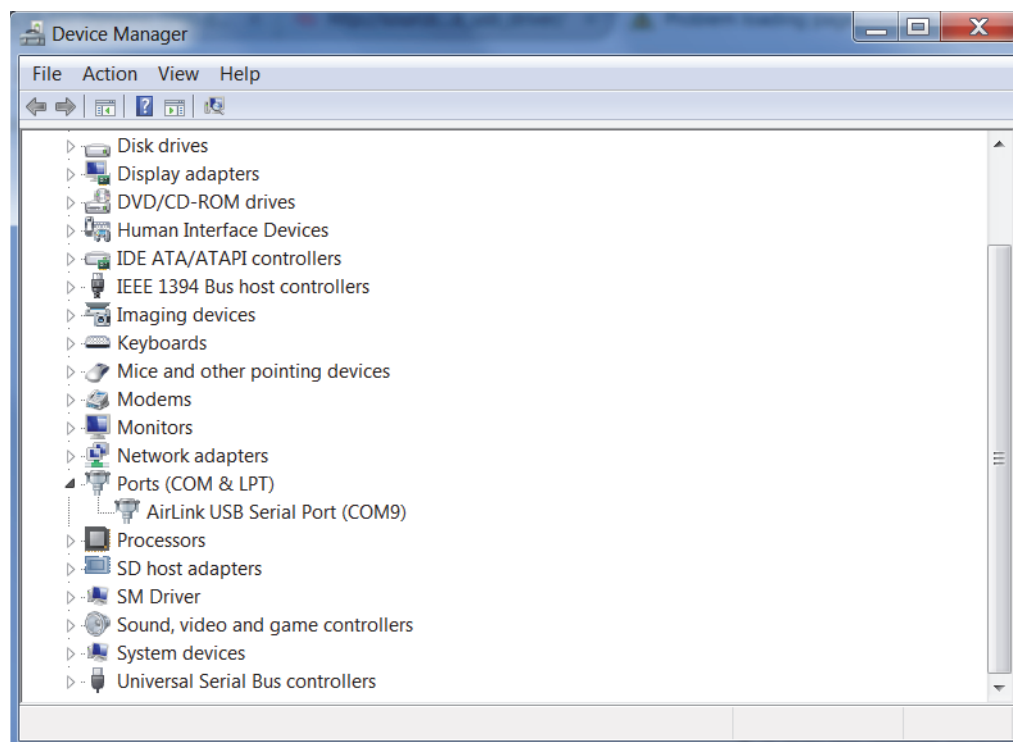 Device Manager
File Action View Help
Disk drives
Display adapters
DVD/CD-ROM drives
Human Interface Devices
IDE ATA/ATAPI controllers
IEEE 1394 Bus host controllers
Imaging devices
Keyboards
Mice and other pointing devices
Modems
Monitors
Network adapters
Ports (COM & LPT)
AirLink USB Serial Port (COM9)
Processors
SD host adapters
SM Driver
Sound, video and game controllers
System devices
Universal Serial Bus controllers